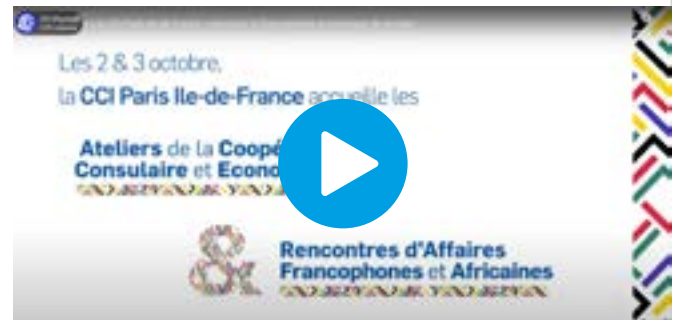 Les 2 & 3 octobre,
la CCI Paris Ile-de-France accueille les
Ateliers de la Coopé
Consulaire et Econo
&
Rencontres d'Affaires
Francophones et Africaines